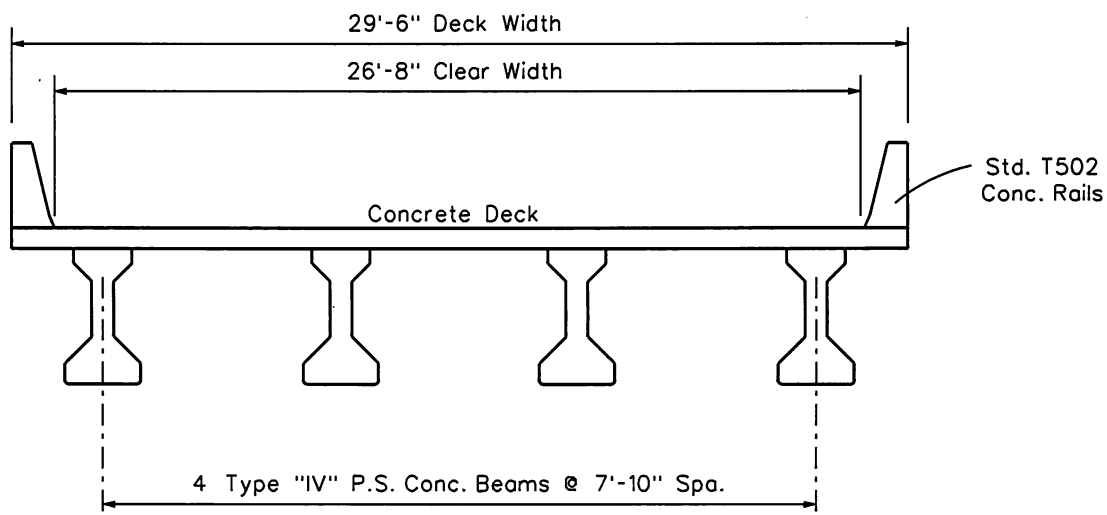 29'-6" Deck Width
26'-8" Clear Width
Std. T502
Conc. Rails
Concrete Deck
4 Type "IV" P.S. Conc. Beams @ 7'-10" Spa.